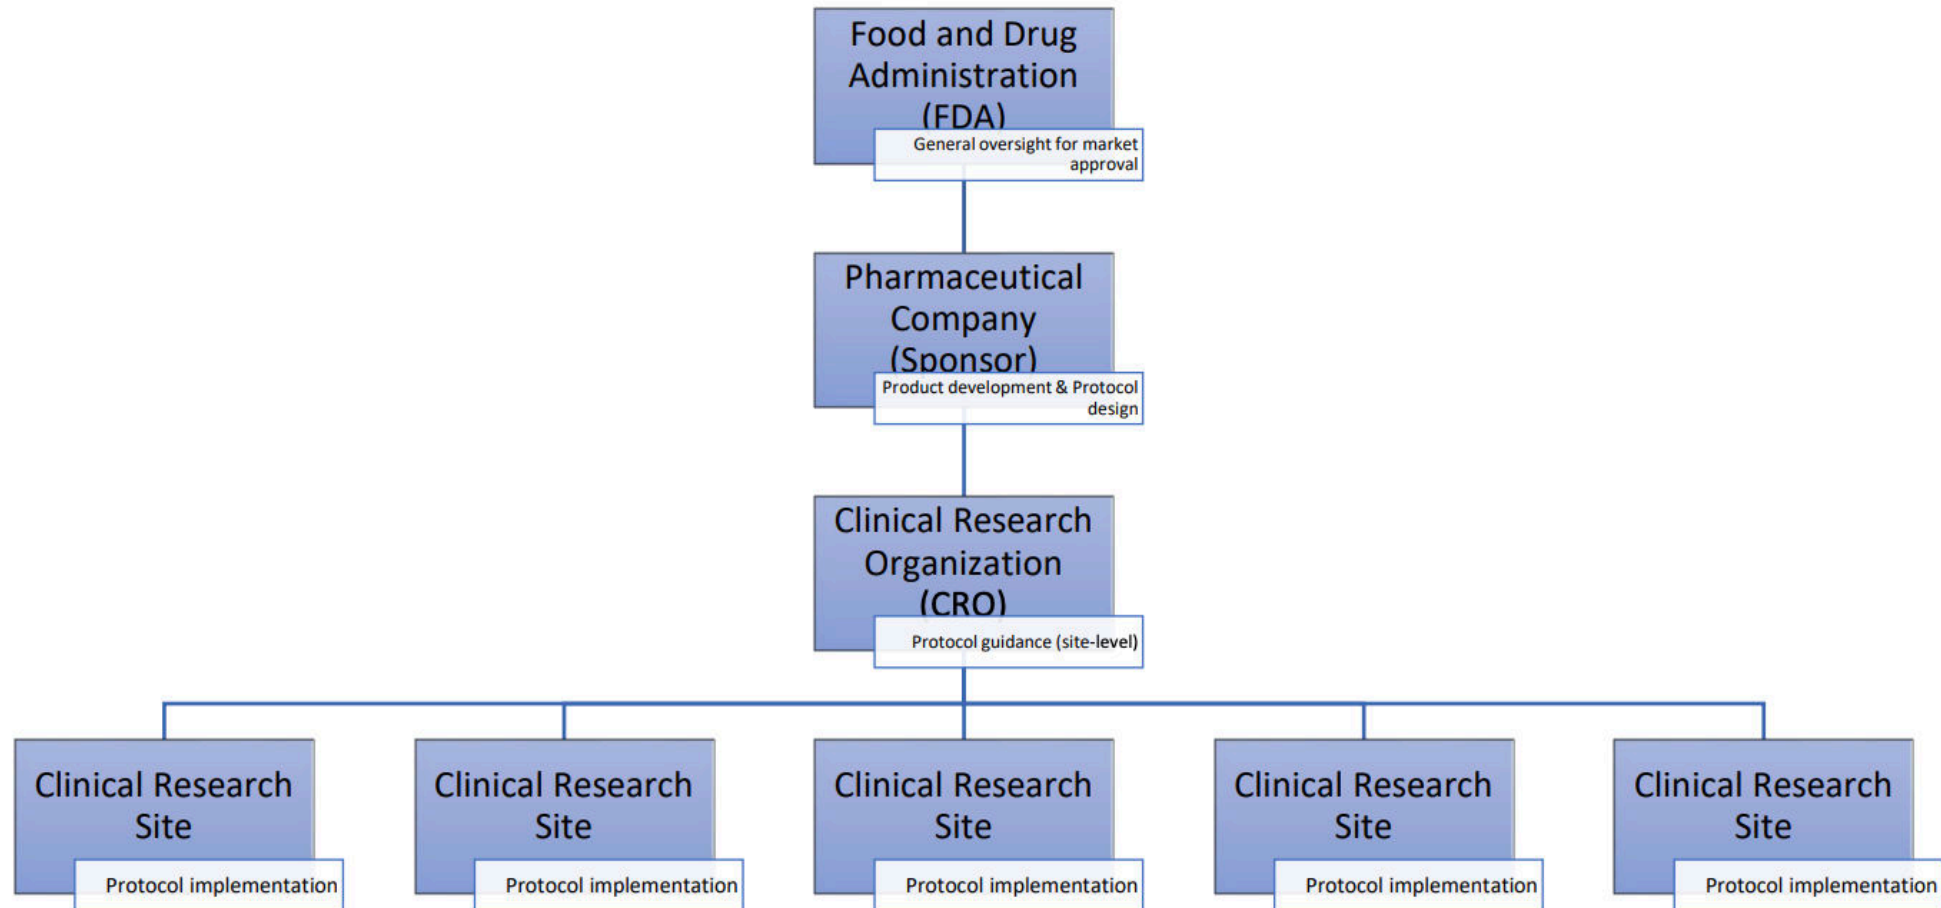 Food and Drug
Administration
(FDA)
General oversight for market
approval
Pharmaceutical
Company
(Sponsor)
Product development & Protocol
design
Clinical Research
Organization
(CRO)
Protocol guidance (site-level)
Clinical Research
Site
Protocol implementation
Clinical Research
Site
Protocol implementation
Clinical Research
Site
Protocol implementation
Clinical Research
Site
Protocol implementation
Clinical Research
Site
Protocol implementation